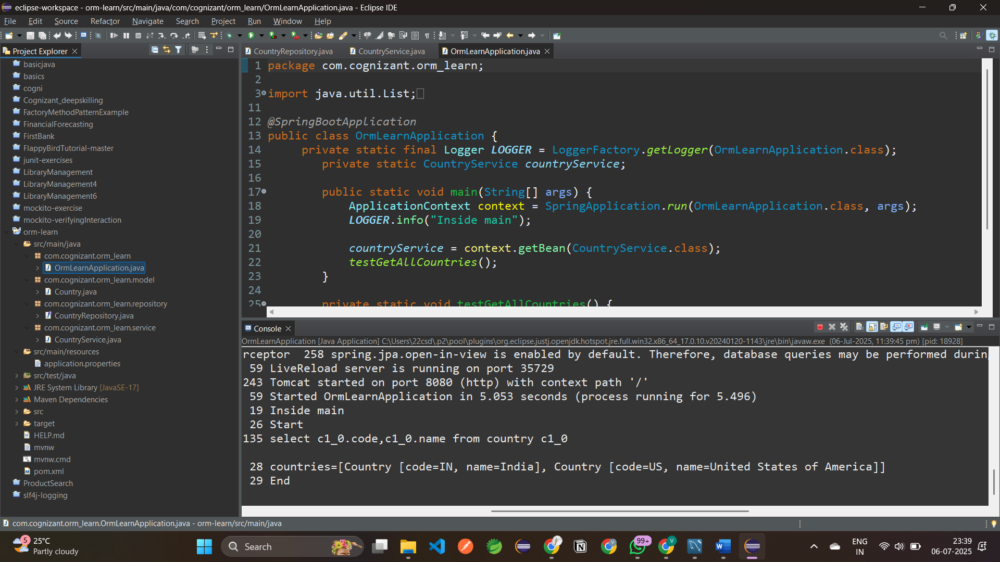 eclipse-workspace - orm-learn/src/main/java/com/cognizant/orm_learn/OrmLearnApplication.java - Eclipse IDE
File Edit Source Refactor Navigate Search Project Run Window Help
Project Explorer
basicjava
basics
cogni
Cognizant_deepskilling
FactoryMethodPatternExample
FinancialForecasting
FirstBank
FlappyBirdTutorial-master
junit-exercises
LibraryManagement
LibraryManagement4
LibraryManagement6
mockito-exercise
mockito-verifyingInteraction
orm-learn
src/main/java
com.cognizant.orm_learn
OrmLearnApplication.java
com.cognizant.orm_learn.model
Country.java
com.cognizant.orm_learn.repository
CountryRepository.java
com.cognizant.orm_learn.service
CountryService.java
src/main/resources
application.properties
src/test/java
JRE System Library [JavaSE-17]
Maven Dependencies
src
target
HELP.md
mvnw
mvnw.cmd
pom.xml
ProductSearch
slf4j-logging
CountryRepository.java CountryService.java OrmLearnApplication.java
1 package com.cognizant.orm_learn;
2
3 import java.util.List;
11
12 @SpringBootApplication
13 public class OrmLearnApplication {
14 private static final Logger LOGGER = LoggerFactory.getLogger(OrmLearnApplication.class);
15 private static CountryService countryService;
16
17 public static void main(String[] args) {
18 ApplicationContext context = SpringApplication.run(OrmLearnApplication.class, args);
19 LOGGER.info("Inside main");
20
21 countryService = context.getBean(CountryService.class);
22 testGetAllCountries();
23 }
24
25 private static void testGetAllCountries() {
Console
OrmLearnApplication [Java Application] C:\Users\22csd\.p2\pool\plugins\org.eclipse.justj.openjdk.hotspot.jre.full.win32.x86_64_17.0.10.v20240120-1143\jre\bin\javaw.exe (06-Jul-2025, 11:39:45 pm) [pid: 18928]
rceptor 258 spring.jpa.open-in-view is enabled by default. Therefore, database queries may be performed durin
59 LiveReload server is running on port 35729
243 Tomcat started on port 8080 (http) with context path '/'
59 Started OrmLearnApplication in 5.053 seconds (process running for 5.496)
19 Inside main
26 Start
135 select c1_0.code,c1_0.name from country c1_0
28 countries=[Country [code=IN, name=India], Country [code=US, name=United States of America]]
29 End
com.cognizant.orm_learn.OrmLearnApplication.java - orm-learn/src/main/java
5
25°C
Partly cloudy
Search
V
99+
V
W
ENG
IN
23:39
06-07-2025